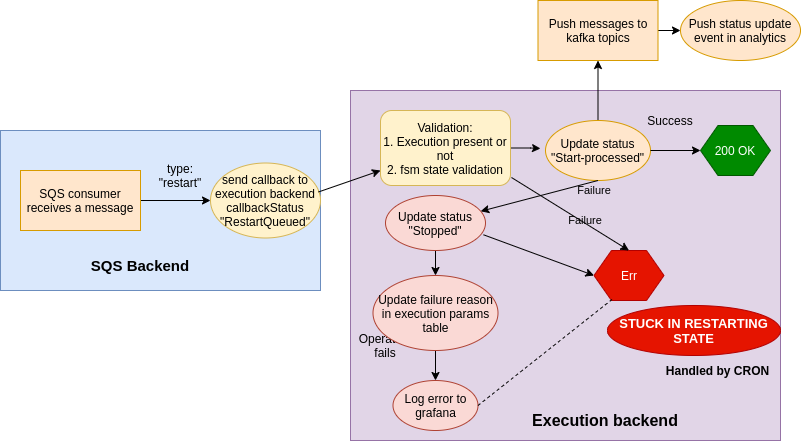 Push messages to
kafka topics
Push status update
event in analytics
Validation:
1. Execution present or
not
2. fsm state validation
Update status
"Start-processed"
Success
200 OK
type:
"restart"
SQS consumer
receives a message
send callback to
execution backend
callbackStatus
"RestartQueued"
SQS Backend
Failure
Failure
Update status
"Stopped"
Err
Update failure reason
in execution params
table
fails
STUCK IN RESTARTING
STATE
Handled by CRON
Log error to
grafana
Execution backend